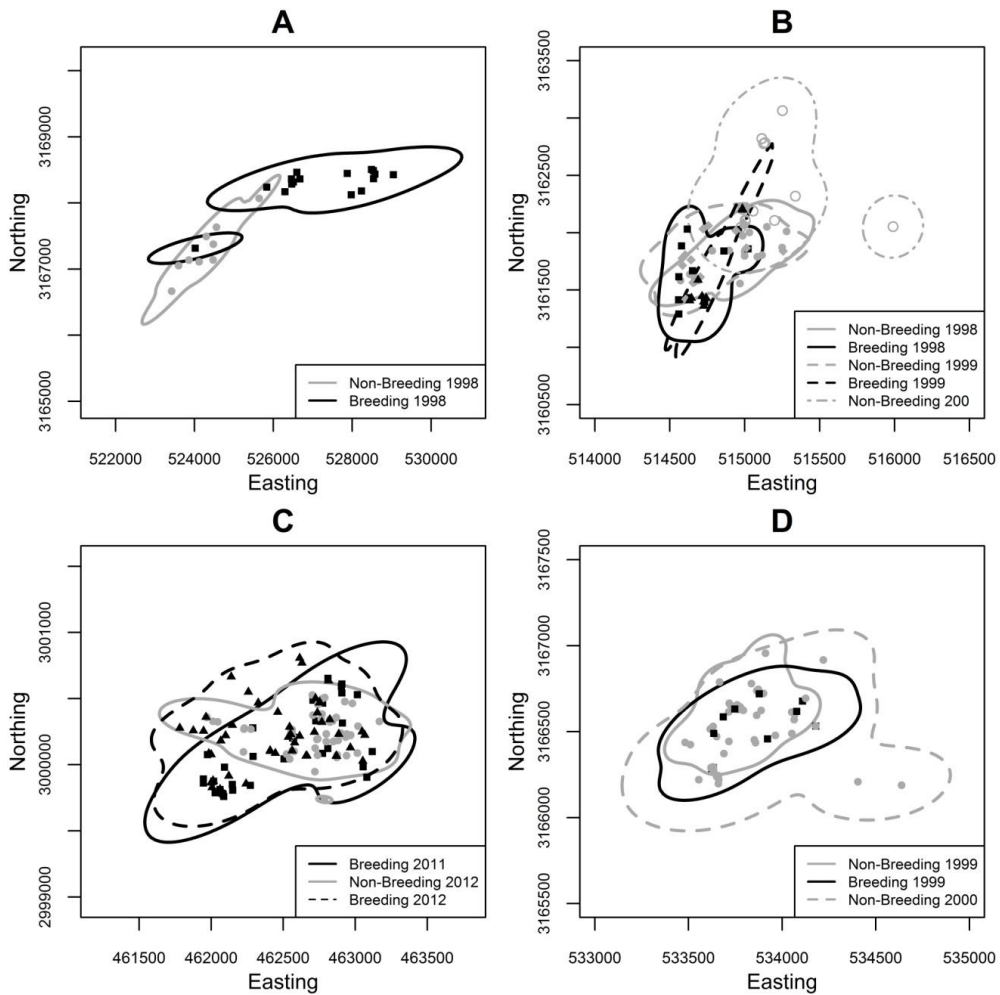 A
Northing
3169000
3167000
3165000
522000 524000 526000 528000 530000
Easting
Non-Breeding 1998
Breeding 1998
B
Northing
3163500
3162500
3161500
3160500
514000 514500 515000 515500 516000 516500
Easting
Non-Breeding 1998
Breeding 1998
Non-Breeding 1999
Breeding 1999
Non-Breeding 200
C
Northing
3001000
3000000
2999000
461500 462000 462500 463000 463500
Easting
Breeding 2011
Non-Breeding 2012
Breeding 2012
D
Northing
3167500
3167000
3166500
3166000
3165500
533000 533500 534000 534500 535000
Easting
Non-Breeding 1999
Breeding 1999
Non-Breeding 2000